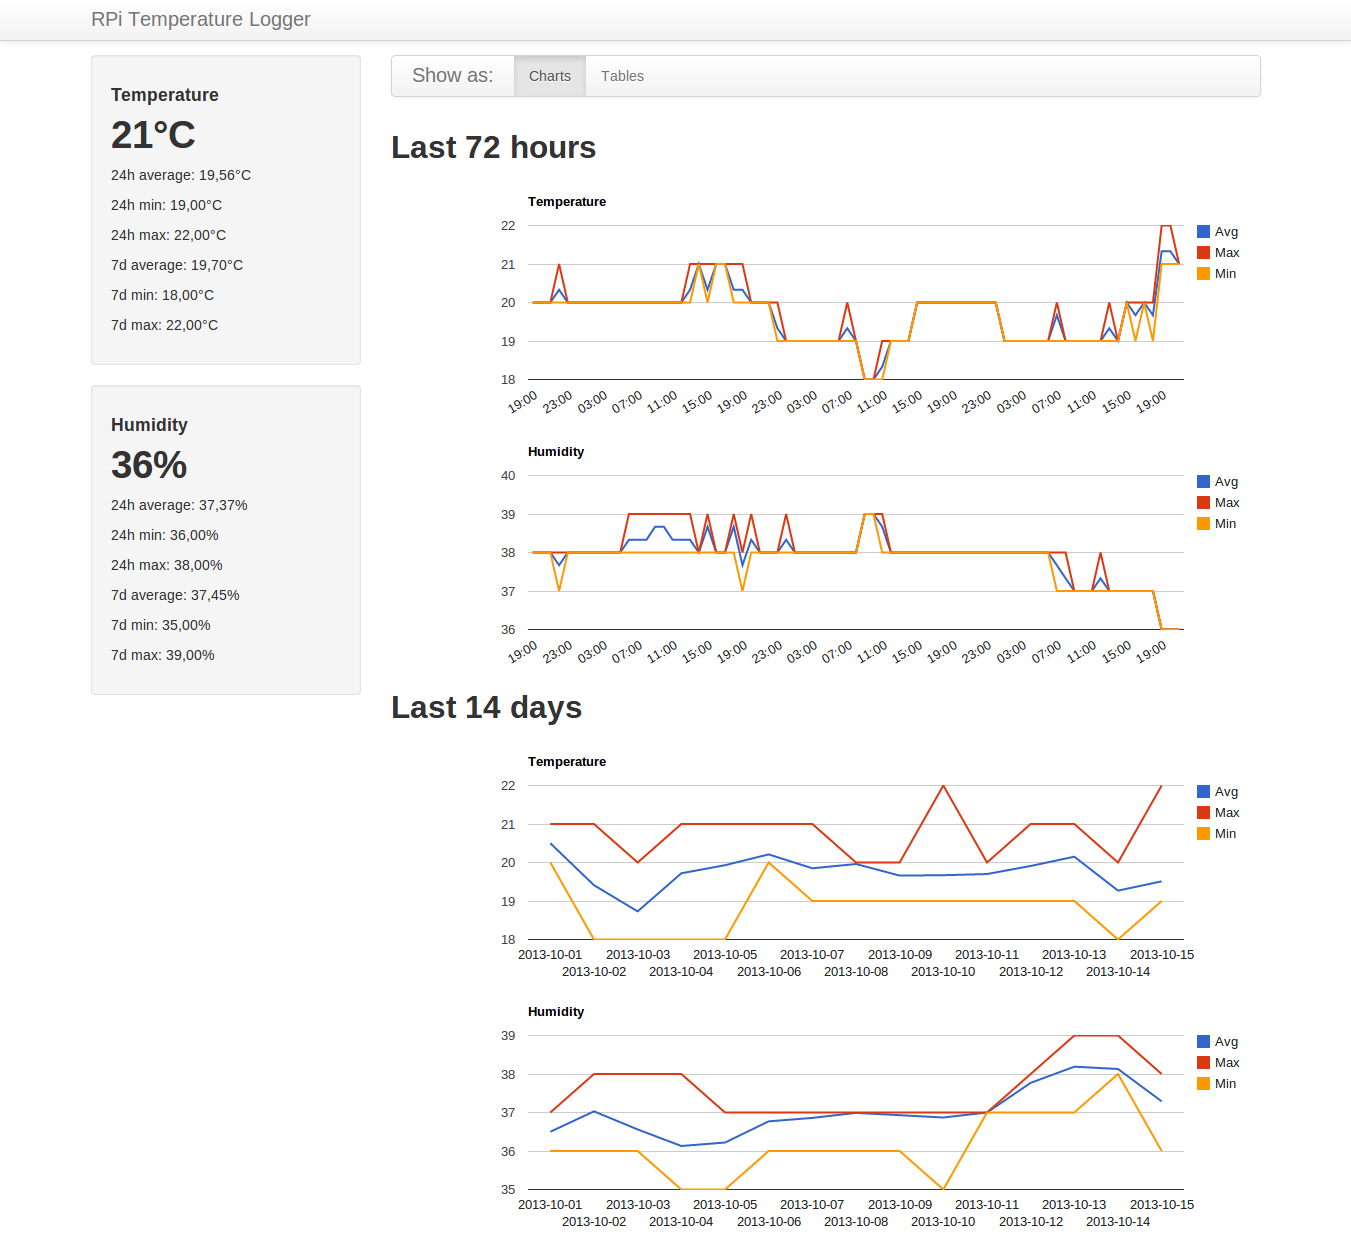 RPi Temperature Logger
Temperature
21°C
24h average: 19,56°C
24h min: 19,00°C
24h max: 22,00°C
7d average: 19,70°C
7d min: 18,00°C
7d max: 22,00°C
Humidity
36%
24h average: 37,37%
24h min: 36,00%
24h max: 38,00%
7d average: 37,45%
7d min: 35,00%
7d max: 39,00%
Show as: Charts Tables
Last 72 hours
Temperature
22
21
20
19
18
19:00 23:00 03:00 07:00 11:00 15:00 19:00 23:00 03:00 07:00 11:00 15:00 19:00 23:00 03:00 07:00 11:00 15:00 19:00
Avg
Max
Min
Humidity
40
39
38
37
36
19:00 23:00 03:00 07:00 11:00 15:00 19:00 23:00 03:00 07:00 11:00 15:00 19:00 23:00 03:00 07:00 11:00 15:00 19:00
Avg
Max
Min
Last 14 days
Temperature
22
21
20
19
18
2013-10-01 2013-10-03 2013-10-05 2013-10-07 2013-10-09 2013-10-11 2013-10-13 2013-10-15
2013-10-02 2013-10-04 2013-10-06 2013-10-08 2013-10-10 2013-10-12 2013-10-14
Avg
Max
Min
Humidity
39
38
37
36
35
2013-10-01 2013-10-03 2013-10-05 2013-10-07 2013-10-09 2013-10-11 2013-10-13 2013-10-15
2013-10-02 2013-10-04 2013-10-06 2013-10-08 2013-10-10 2013-10-12 2013-10-14
Avg
Max
Min